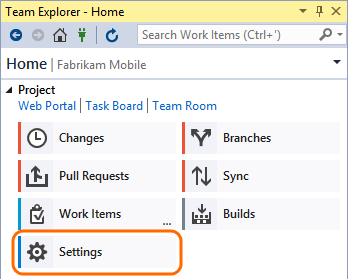 Team Explorer - Home
Search Work Items (Ctrl+')
Home | Fabrikam Mobile
Project
Web Portal | Task Board | Team Room
Changes Branches
Pull Requests Sync
Work Items ... Builds
Settings